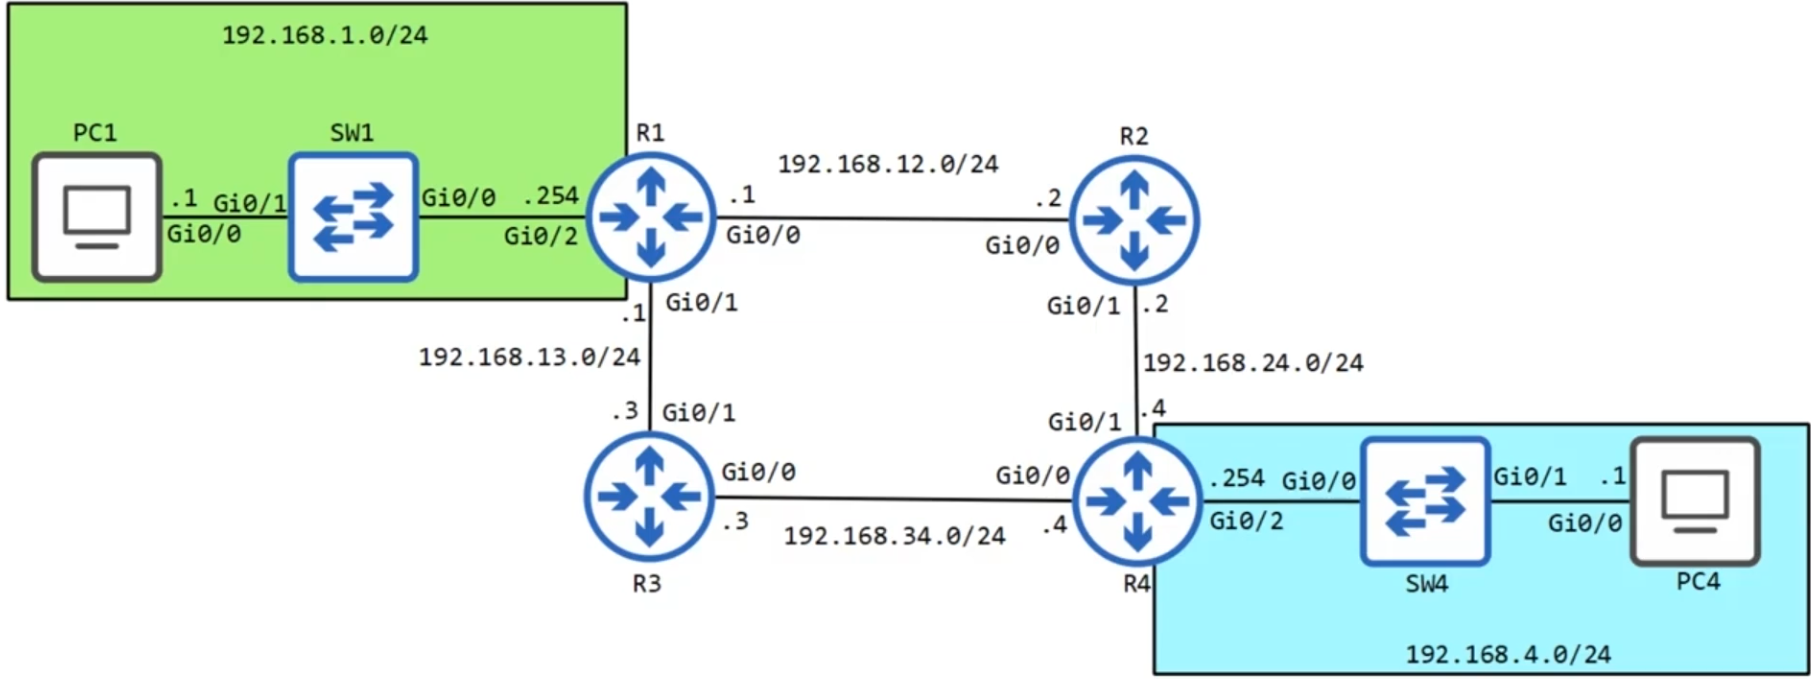 192.168.1.0/24
PC1
SW1
R1
R2
192.168.12.0/24
.1
Gi0/1
Gi0/0
.254
.1
.2
Gi0/0
Gi0/2
Gi0/0
Gi0/0
Gi0/1
.1
Gi0/1
.2
192.168.13.0/24
192.168.24.0/24
.3
Gi0/1
Gi0/1
.4
Gi0/0
Gi0/0
.254
Gi0/0
Gi0/1
.1
.3
192.168.34.0/24
.4
Gi0/2
Gi0/0
R3
R4
SW4
PC4
192.168.4.0/24